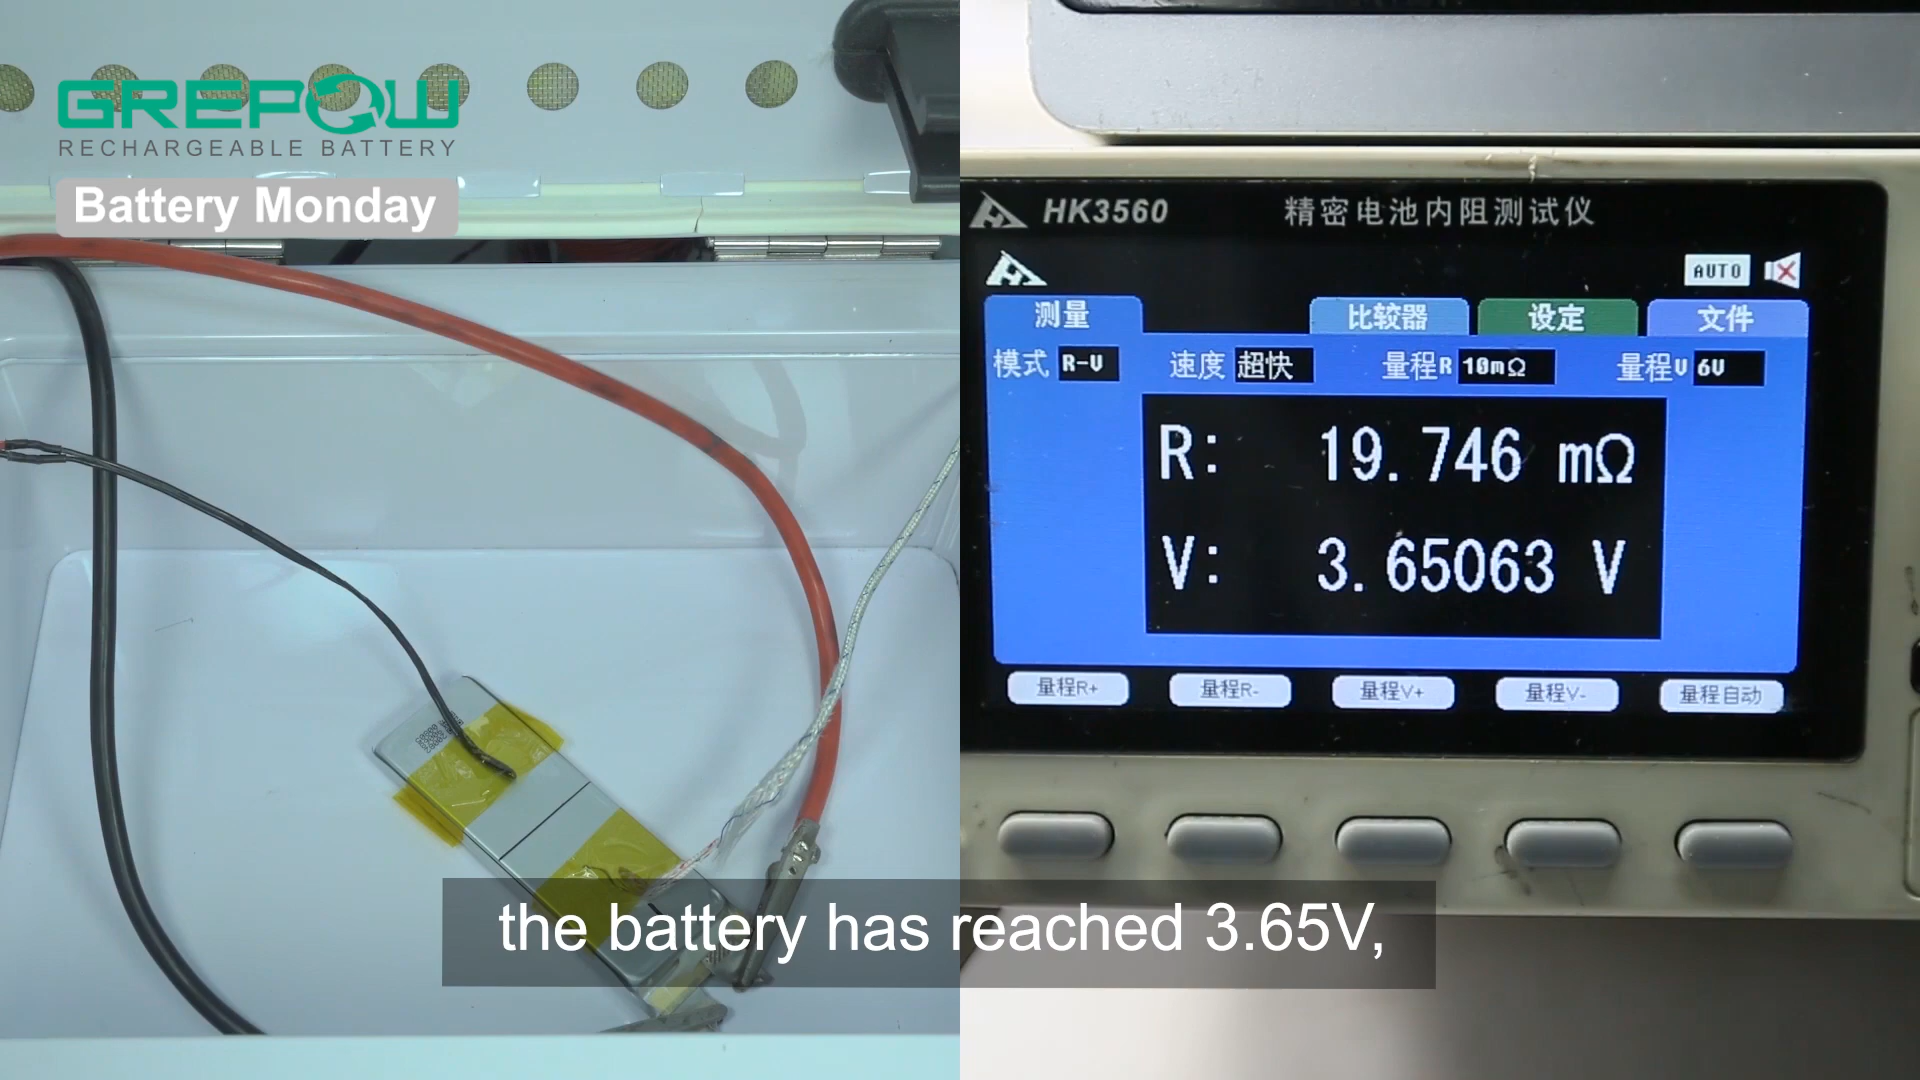 GREPOW
RECHARGEABLE BATTERY
Battery Monday
HK3560 精密电池内阻测试仪
AUTO
测量 比较器 设定 文件
模式 R-V 速度 超快 量程R 10mΩ 量程V 6V
R: 19.746 mΩ
V: 3.65063 V
量程R+ 量程R- 量程V+ 量程V- 量程自动
the battery has reached 3.65V,